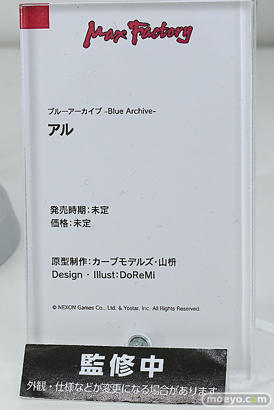 Max Factory
ブルーアーカイブ -Blue Archive-
アル
発売時期：未定
価格：未定
原型制作：カーブモデルズ・山枡
Design・Illust：DoReMi
© NEXON Games Co., Ltd. & Yostar, Inc. All Rights Reserved.
監修中
外観・仕様などが変更になる場合があります
moeyo.com